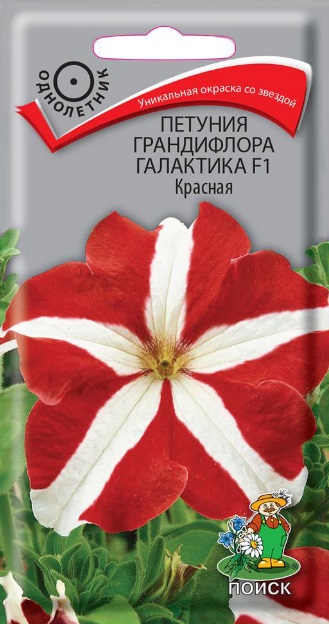 ОДНОЛЕТНИК
Уникальная окраска со звездой
ПЕТУНИЯ
ГРАНДИФЛОРА
ГАЛАКТИКА F1
Красная
ПОИСК